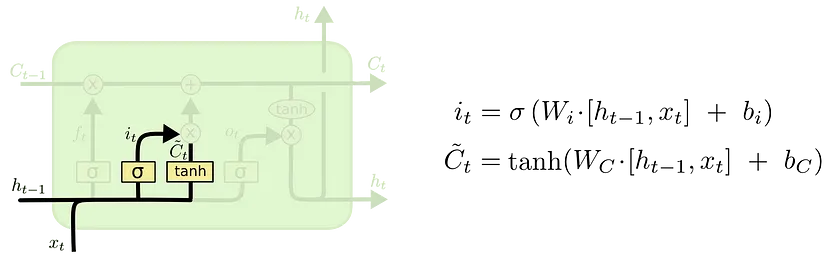 h_t
C_{t-1}
C_t
x
+
tanh
f_t
i_t
o_t
x
x
C̃_t
σ
σ
tanh
σ
h_{t-1}
h_t
x_t
i_t = σ (W_i·[h_{t-1}, x_t] + b_i)
C̃_t = tanh(W_C·[h_{t-1}, x_t] + b_C)